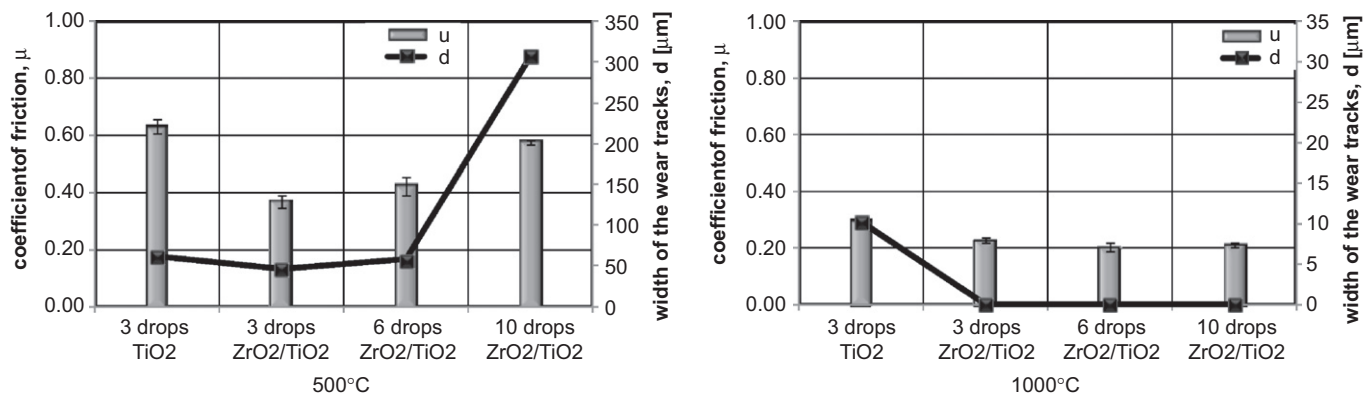 coefficientof friction, μ
1.00
0.80
0.60
0.40
0.20
0.00
u
d
350
300
250
200
150
100
50
0
width of the wear tracks, d [μm]
3 drops
TiO2
3 drops
ZrO2/TiO2
6 drops
ZrO2/TiO2
10 drops
ZrO2/TiO2
500°C
coefficient of friction, μ
1.00
0.80
0.60
0.40
0.20
0.00
u
d
35
30
25
20
15
10
5
0
width of the wear tracks, d [μm]
3 drops
TiO2
3 drops
ZrO2/TiO2
6 drops
ZrO2/TiO2
10 drops
ZrO2/TiO2
1000°C